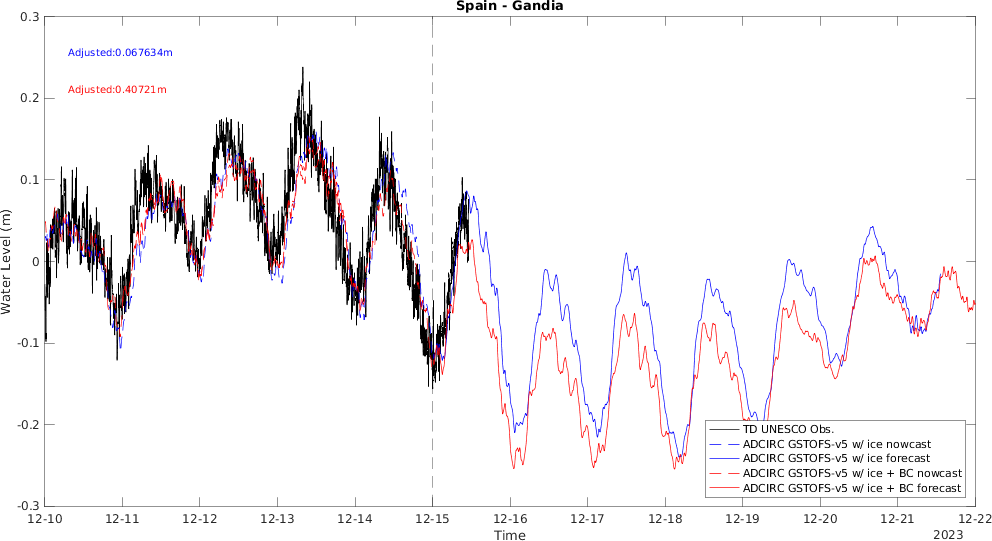 Spain - Gandia
0.3
0.2
0.1
0
-0.1
-0.2
-0.3
Water Level (m)
Adjusted:0.067634m
Adjusted:0.40721m
TD UNESCO Obs.
ADCIRC GSTOFS-v5 w/ ice nowcast
ADCIRC GSTOFS-v5 w/ ice forecast
ADCIRC GSTOFS-v5 w/ ice + BC nowcast
ADCIRC GSTOFS-v5 w/ ice + BC forecast
12-10 12-11 12-12 12-13 12-14 12-15 12-16 12-17 12-18 12-19 12-20 12-21 12-22
Time
2023